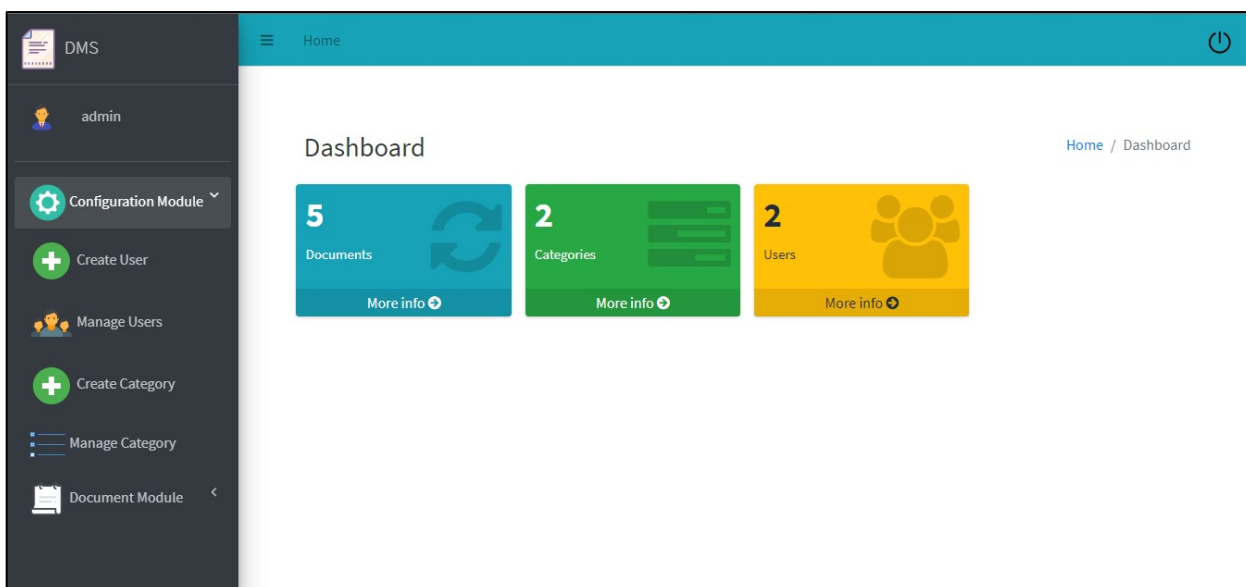 DMS
Home
admin
Dashboard
Home / Dashboard
Configuration Module
Create User
Manage Users
Create Category
Manage Category
Document Module
5
Documents
More info
2
Categories
More info
2
Users
More info